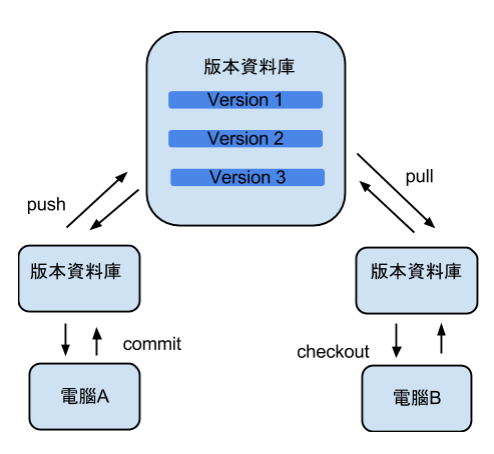 版本資料庫
Version 1
Version 2
Version 3
push
pull
版本資料庫
版本資料庫
commit
checkout
電腦A
電腦B